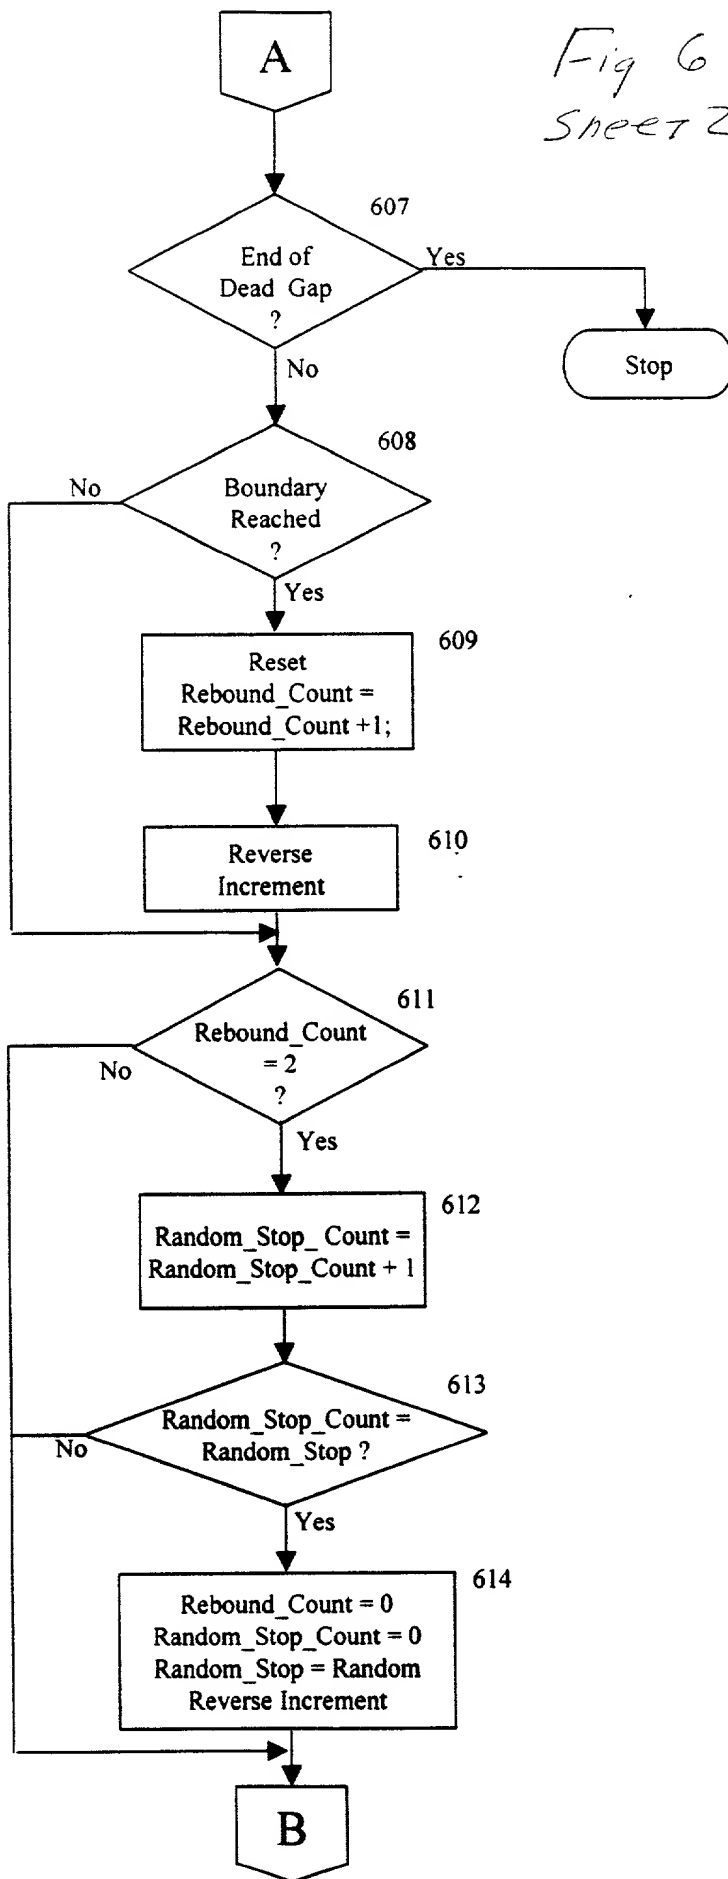 A
Fig 6
Sheet 2
607
End of
Dead_Gap
?
Yes
Stop
No
608
No
Boundary
Reached
?
Yes
609
Reset
Rebound_Count =
Rebound_Count +1;
610
Reverse
Increment
611
Rebound_Count
= 2
?
No
Yes
612
Random_Stop_ Count =
Random_Stop_Count + 1
613
Random_Stop_Count =
Random_Stop ?
No
Yes
614
Rebound_Count = 0
Random_Stop_Count = 0
Random_Stop = Random
Reverse Increment
B